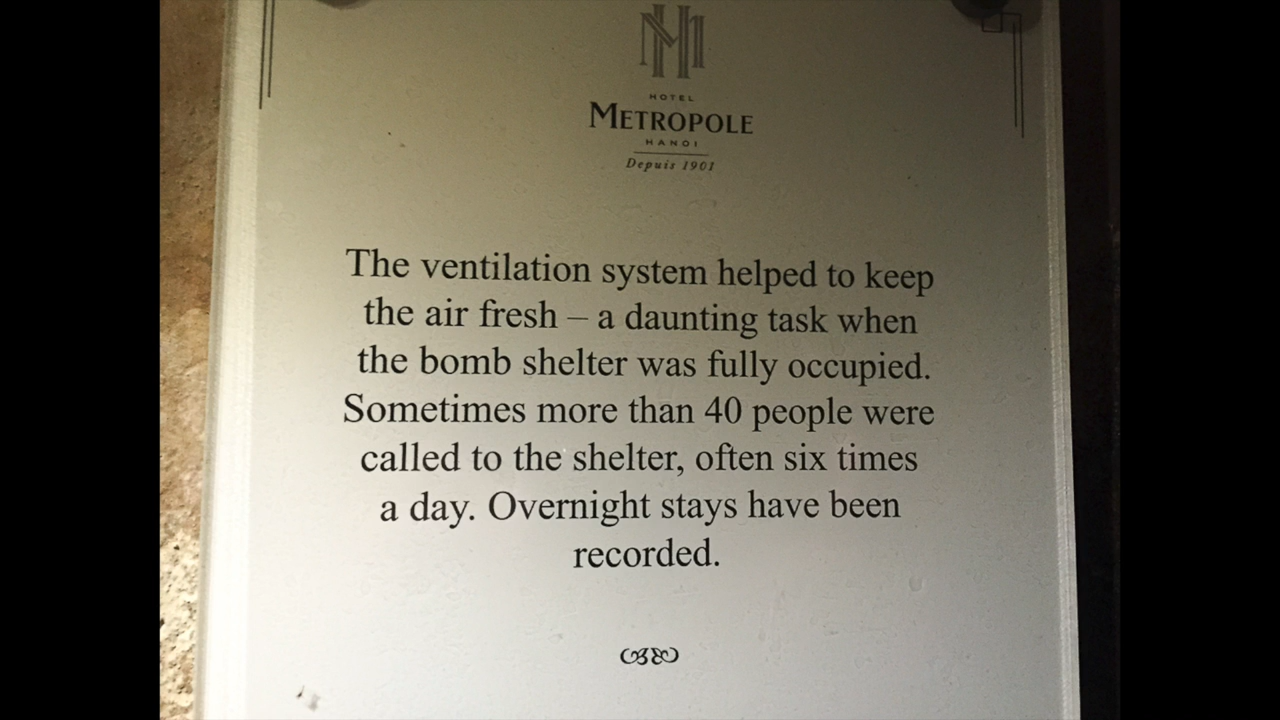 HOTEL
METROPOLE
HANOI
Depuis 1901
The ventilation system helped to keep
the air fresh – a daunting task when
the bomb shelter was fully occupied.
Sometimes more than 40 people were
called to the shelter, often six times
a day. Overnight stays have been
recorded.